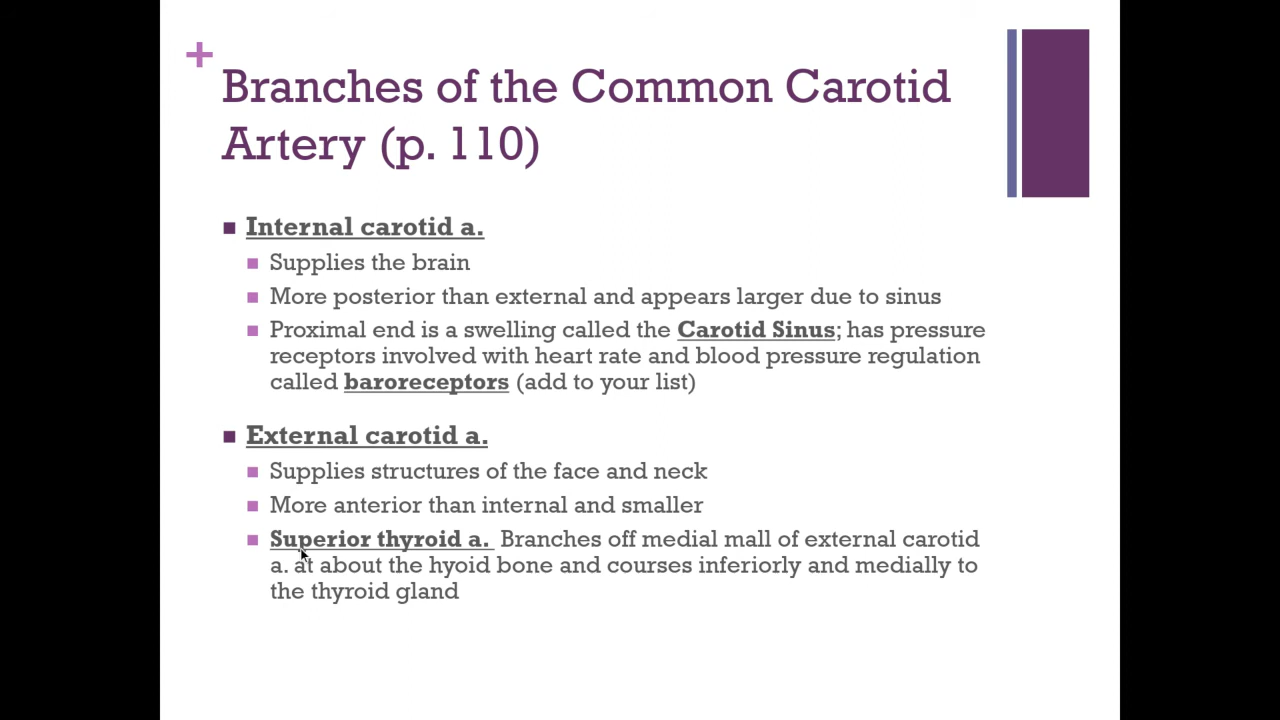 +
Branches of the Common Carotid
Artery (p. 110)
Internal carotid a.
Supplies the brain
More posterior than external and appears larger due to sinus
Proximal end is a swelling called the Carotid Sinus; has pressure
receptors involved with heart rate and blood pressure regulation
called baroreceptors (add to your list)
External carotid a.
Supplies structures of the face and neck
More anterior than internal and smaller
Superior thyroid a. Branches off medial mall of external carotid
a. at about the hyoid bone and courses inferiorly and medially to
the thyroid gland